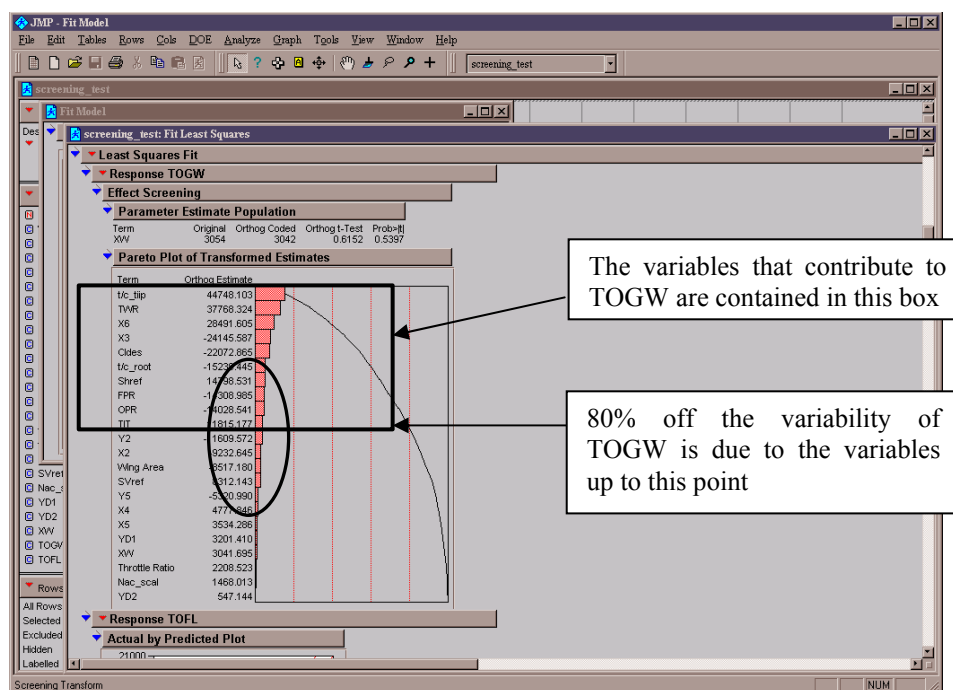 JMP - Fit Model
File Edit Tables Rows Cols DOE Analyze Graph Tools View Window Help
screening_test
screening_test
Fit Model
Des
screening_test: Fit Least Squares
Least Squares Fit
Response TOGW
Effect Screening
Parameter Estimate Population
Term Original Orthog Coded Orthog t-Test Prob>|t|
XW 3054 3042 0.6152 0.5397
Pareto Plot of Transformed Estimates
Term Orthog Estimate
t/c_tiip 44748.103
TWR 37768.324
X6 28491.605
X3 -24145.587
Cldes -22072.865
t/c_root
Shref
FPR
OPR
TIT
Y2
X2 -9232.645
Wing Area
SVref
Y5
X4
X5 3534.286
YD1 3201.410
XW 3041.695
Throttle Ratio 2208.523
Nac_scal 1468.013
YD2 547.144
Response TOFL
Actual by Predicted Plot
21000
SVref
Nac_s
YD1
YD2
XW
TOGW
TOFL
Rows
All Rows
Selected
Excluded
Hidden
Labelled
Screening Transform
NUM
The variables that contribute to
TOGW are contained in this box
80% off the variability of
TOGW is due to the variables
up to this point